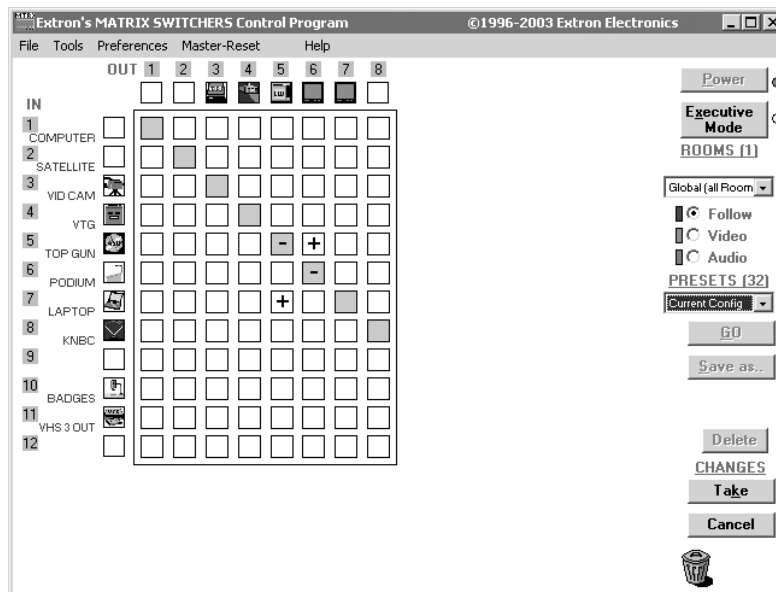 Extron's MATRIX SWITCHERS Control Program ©1996-2003 Extron Electronics
File Tools Preferences Master-Reset Help
OUT 1 2 3 4 5 6 7 8
IN
1 COMPUTER
2 SATELLITE
3 VID CAM
4 VTG
5 TOP GUN - +
6 PODIUM -
7 LAPTOP +
8 KNBC
9
10 BADGES
11 VHS 3 OUT
12
Power
Executive
Mode
ROOMS (1)
Global (all Room
Follow
Video
Audio
PRESETS (32)
Current Config
GO
Save as..
Delete
CHANGES
Take
Cancel